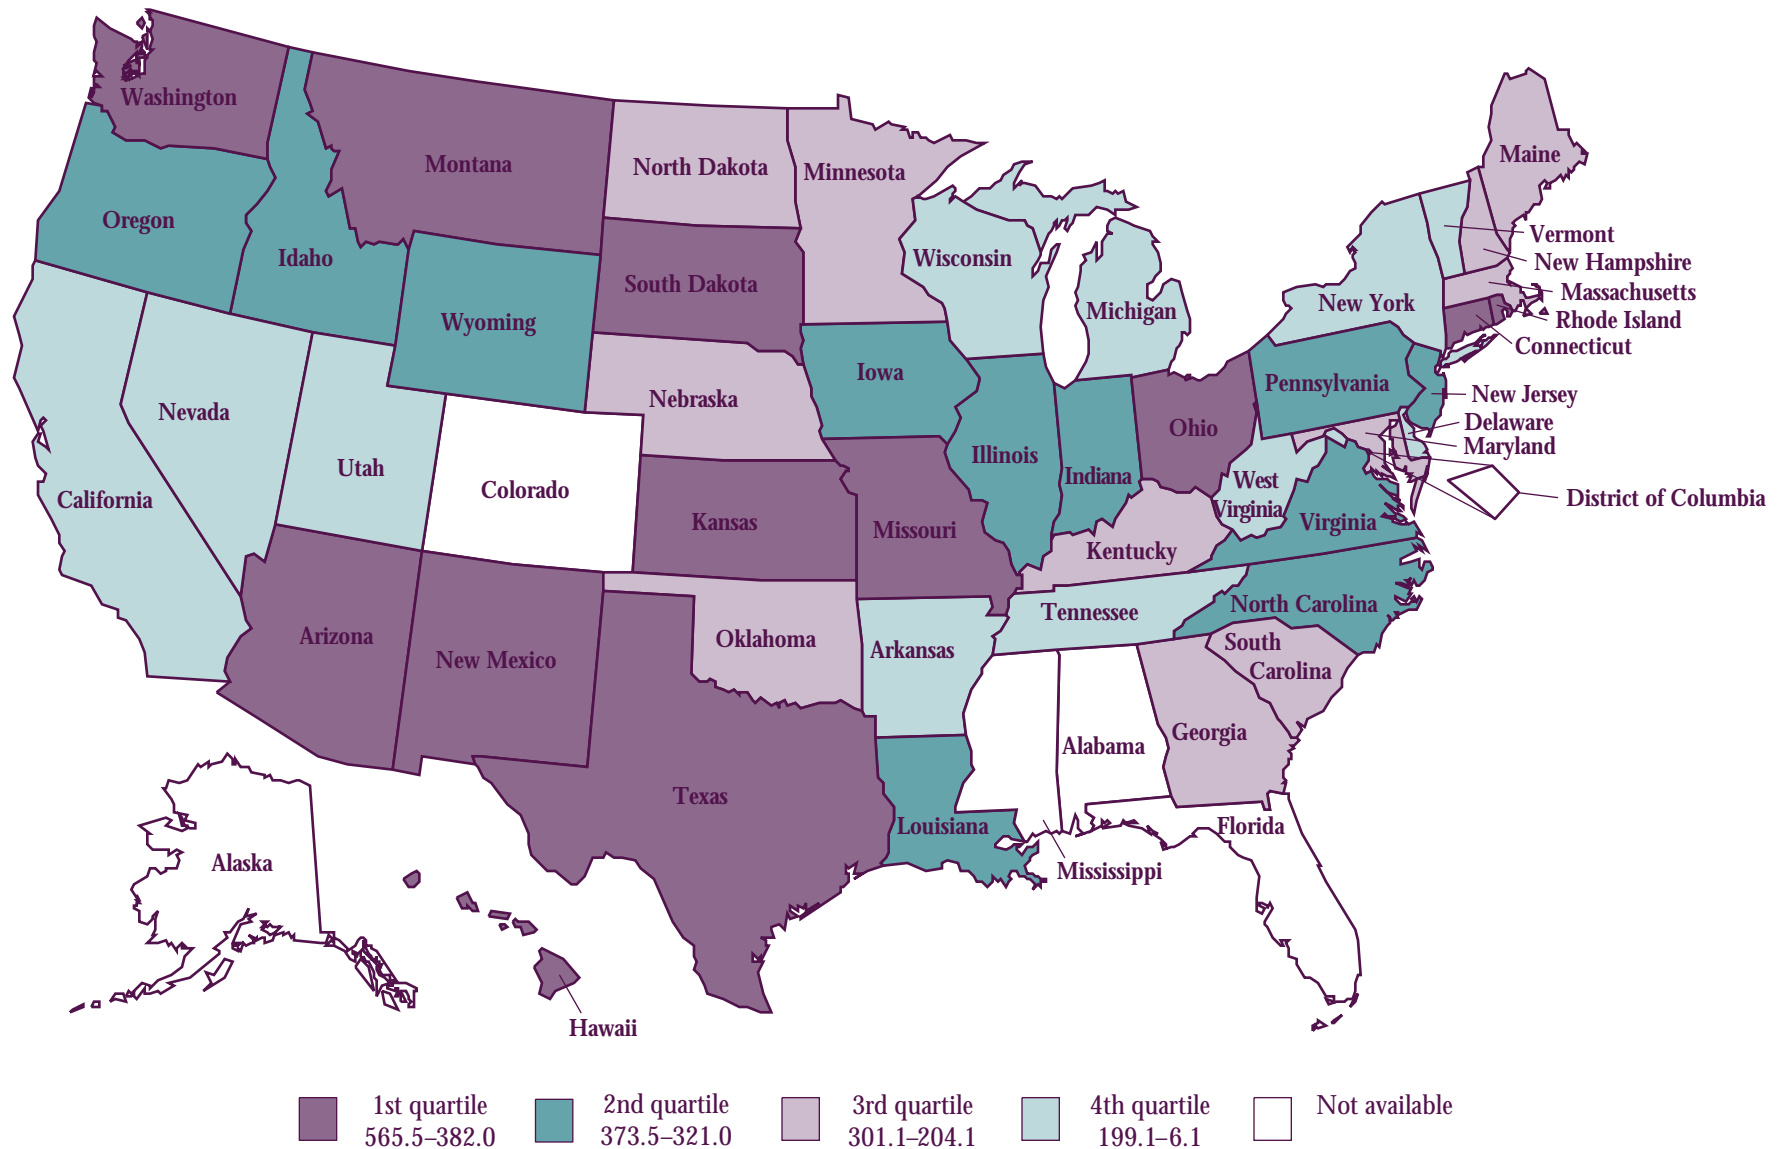 Washington
Montana
North Dakota
Minnesota
Maine
Oregon
Idaho
Wisconsin
Vermont
New Hampshire
South Dakota
Michigan
New York
Massachusetts
Wyoming
Rhode Island
Connecticut
Iowa
Pennsylvania
New Jersey
Nebraska
Nevada
Ohio
Delaware
Maryland
Utah
Illinois
Indiana
West
Virginia
Colorado
California
District of Columbia
Kansas
Missouri
Virginia
Kentucky
North Carolina
Tennessee
Arizona
Oklahoma
South
Carolina
New Mexico
Arkansas
Georgia
Alabama
Texas
Louisiana
Florida
Alaska
Mississippi
Hawaii
1st quartile
565.5–382.0
2nd quartile
373.5–321.0
3rd quartile
301.1–204.1
4th quartile
199.1–6.1
Not available